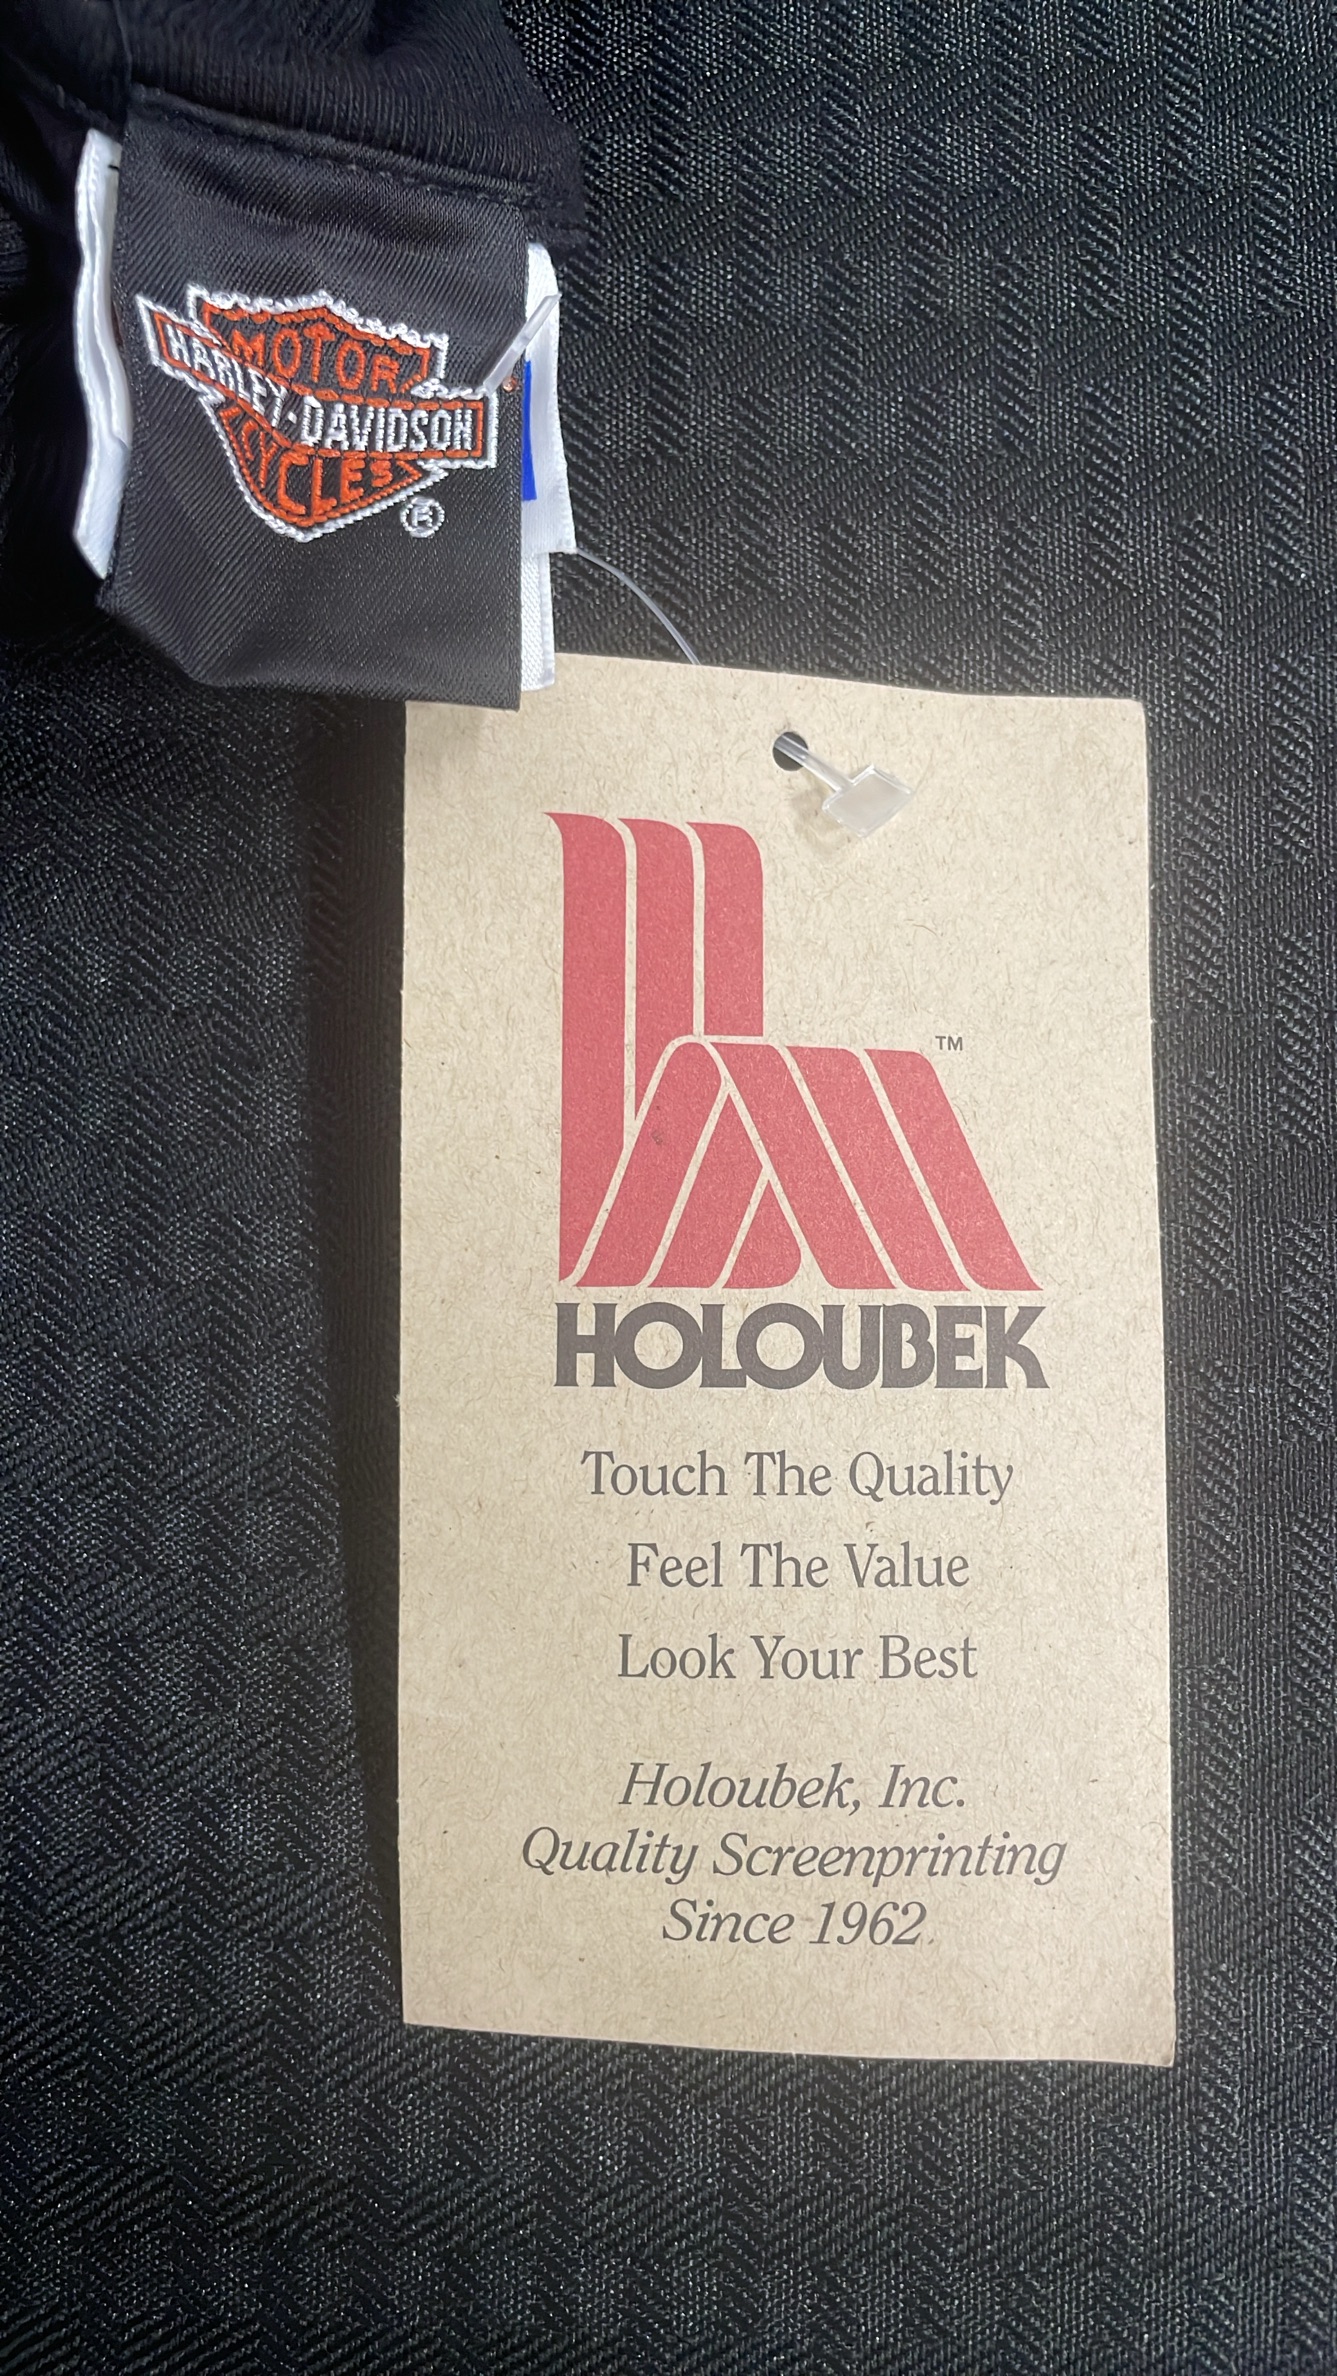 MOTOR
HARLEY-DAVIDSON
CYCLES
®
TM
HOLOUBEK
Touch The Quality
Feel The Value
Look Your Best
Holoubek, Inc.
Quality Screenprinting
Since 1962